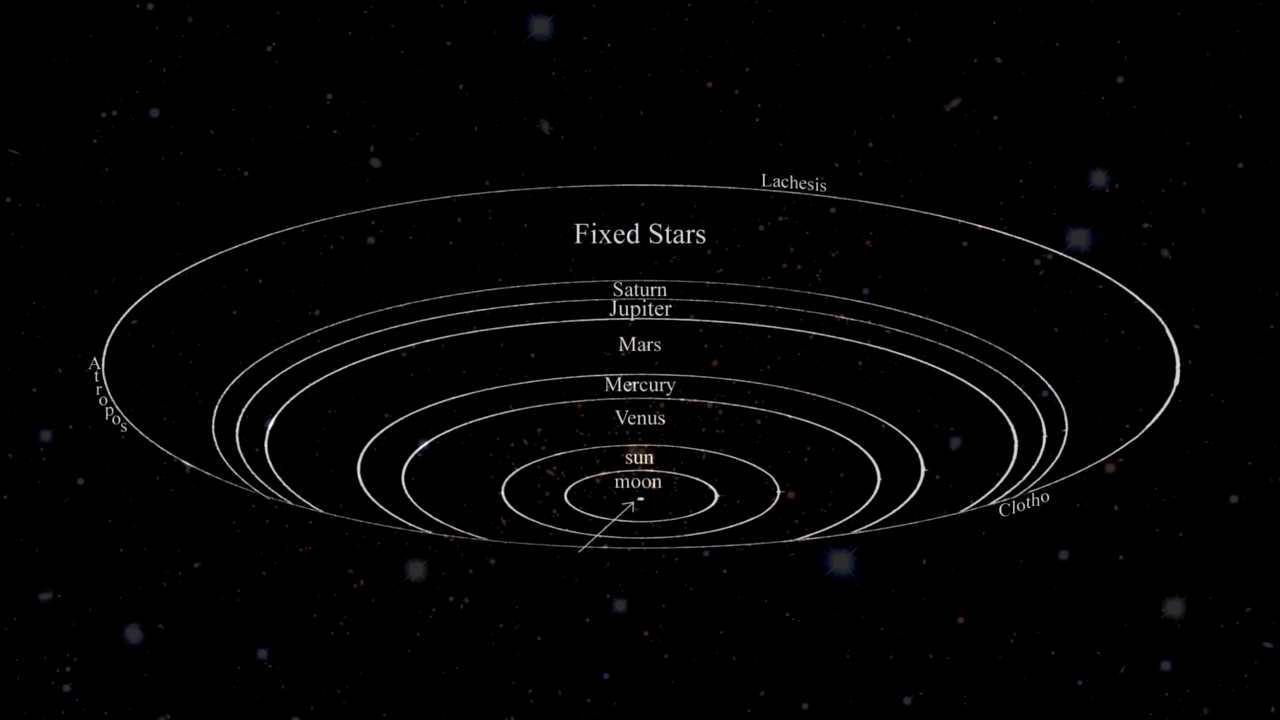 Lachesis
Fixed Stars
Saturn
Jupiter
Mars
Atropos
Mercury
Venus
sun
moon
Clotho